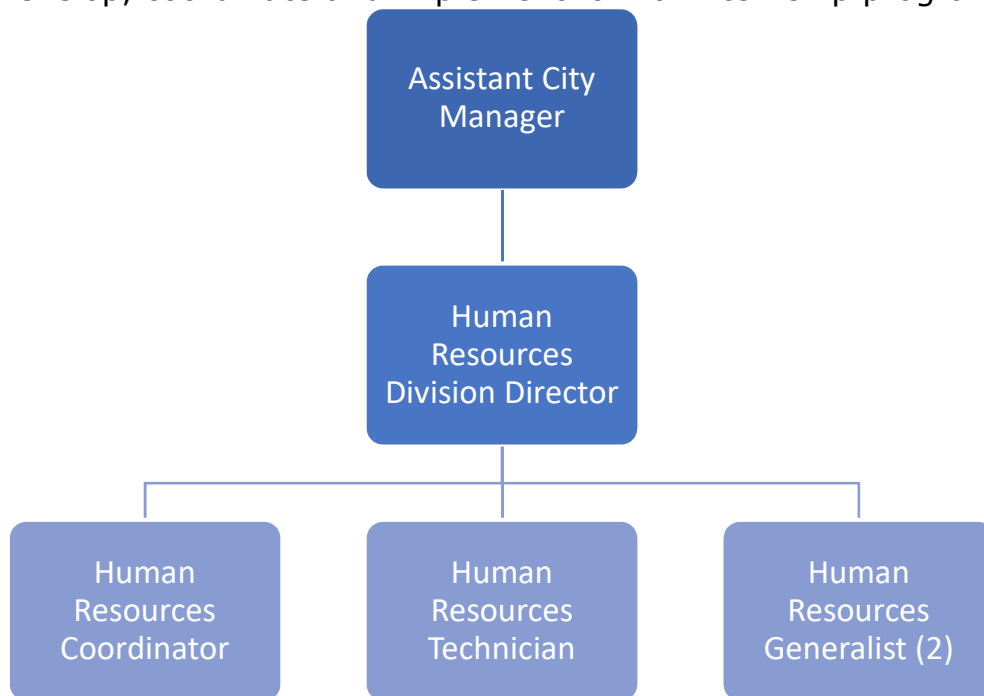 Assistant City
Manager
Human
Resources
Division Director
Human
Resources
Coordinator
Human
Resources
Technician
Human
Resources
Generalist (2)